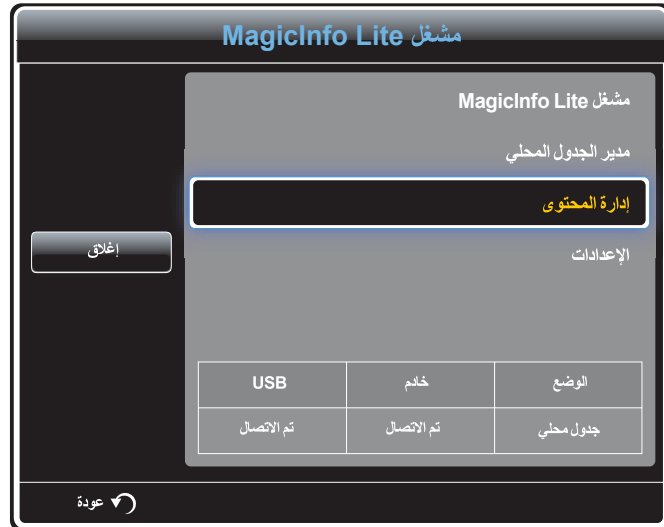 مشغل MagicInfo Lite
مشغل MagicInfo Lite
مدير الجدول المحلي
إدارة المحتوى
الإعدادات
إغلاق
الوضع خادم USB
جدول محلي تم الاتصال تم الاتصال
عودة